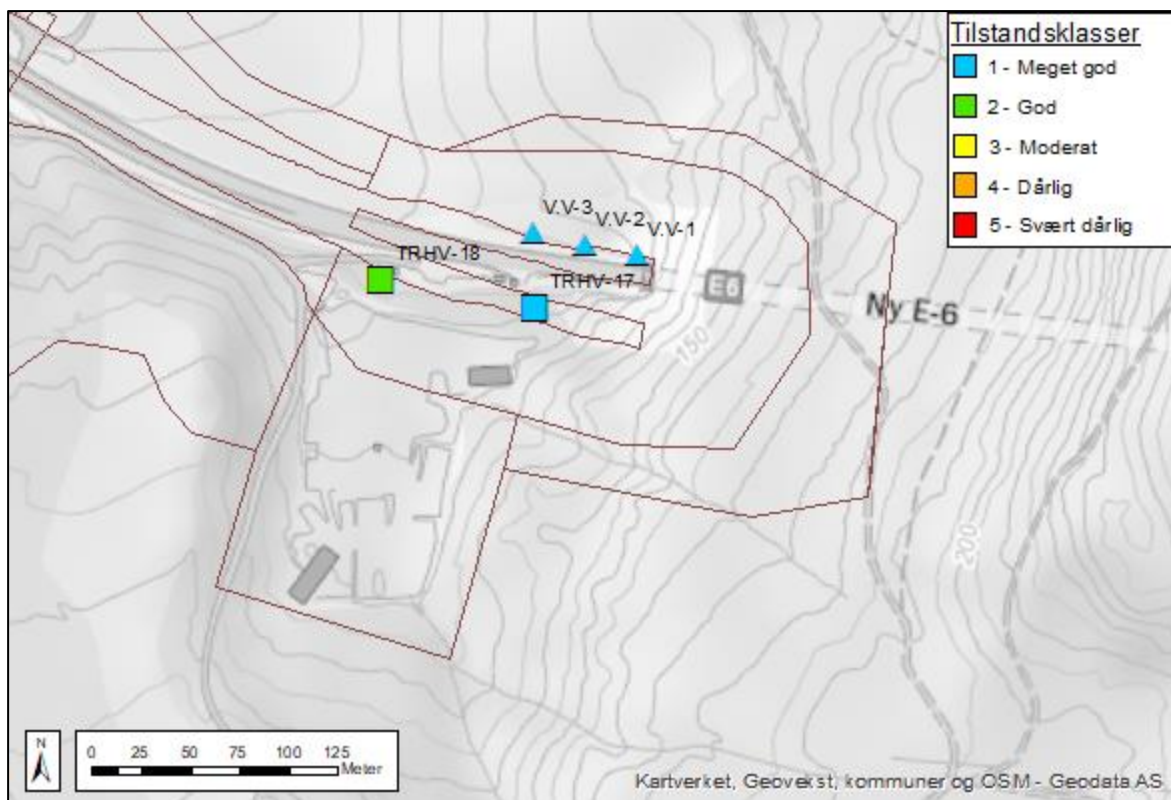 Tilstandsklasser
1 - Meget god
2 - God
3 - Moderat
4 - Dårlig
5 - Svært dårlig
V.V-3
V.V-2
V.V-1
TRHV-18
TRHV-17
E6
Ny E-6
150
200
N
0 25 50 75 100 125
Meter
Kartverket, Geovekst, kommuner og OSM - Geodata AS